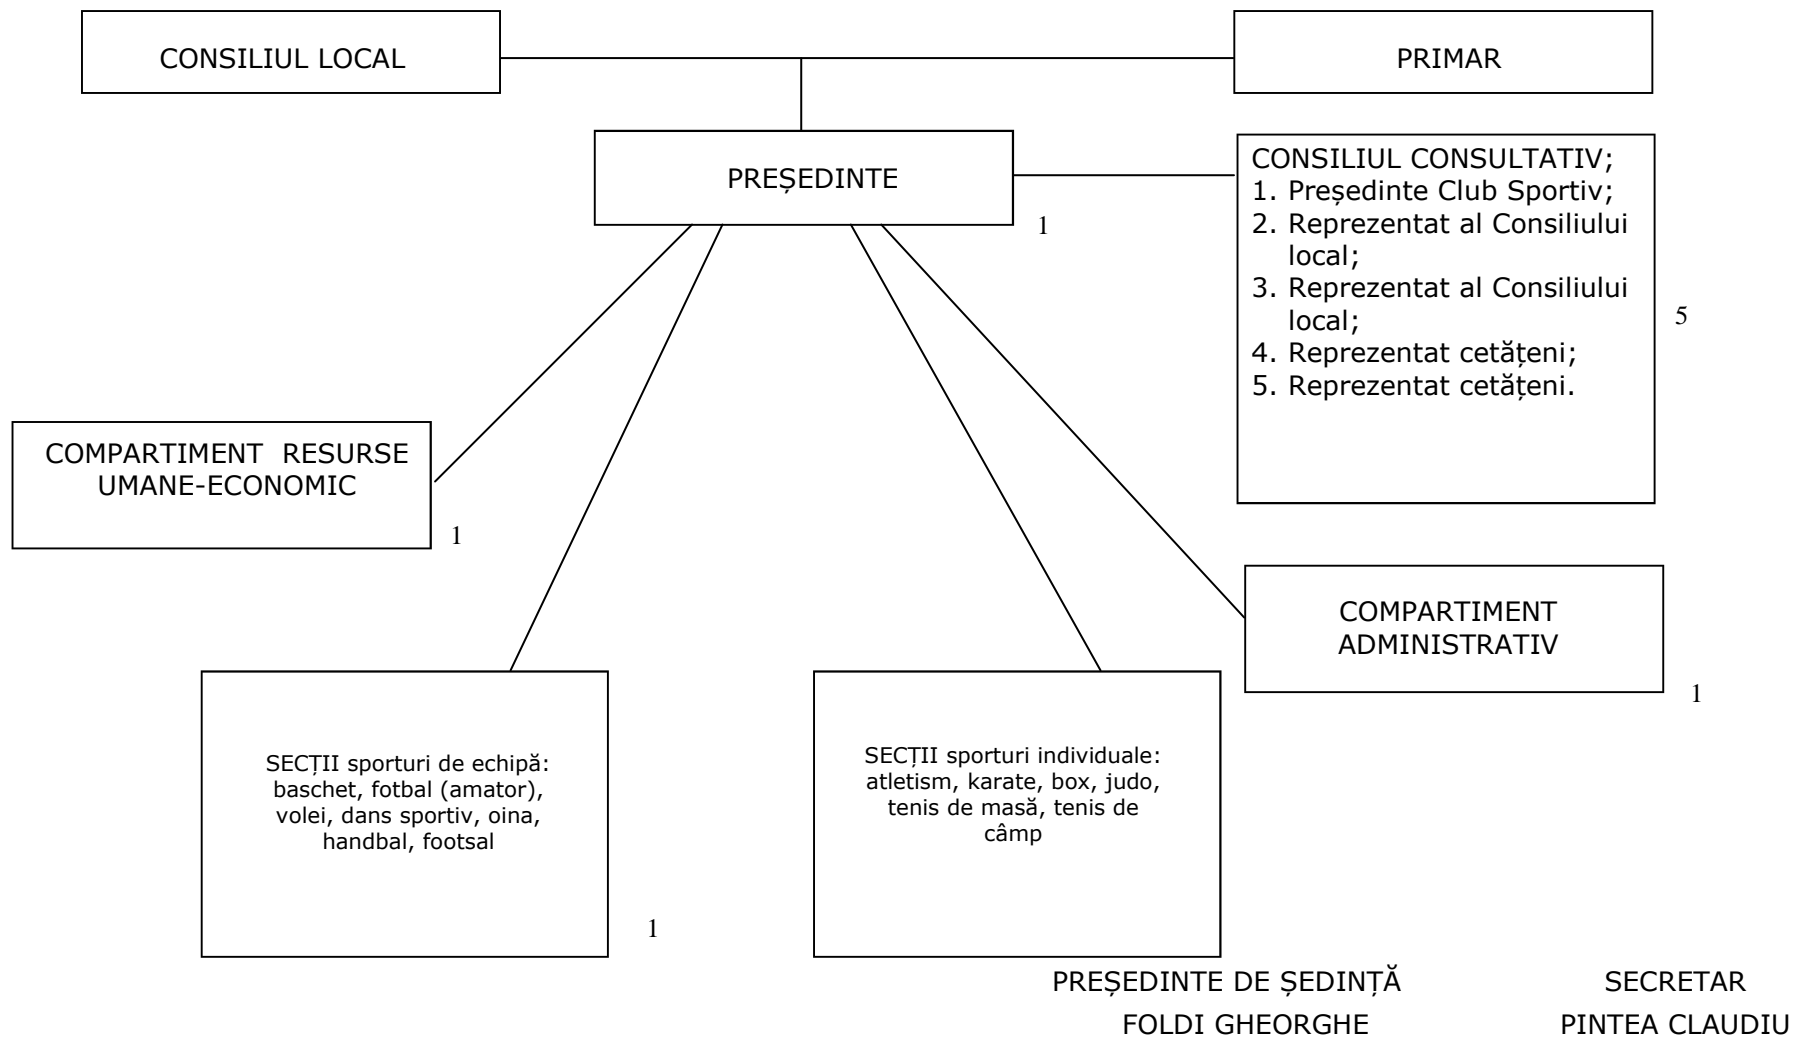 CONSILIUL LOCAL
PRIMAR
PREȘEDINTE
1
CONSILIUL CONSULTATIV;
1. Președinte Club Sportiv;
2. Reprezentat al Consiliului
local;
3. Reprezentat al Consiliului
local;
4. Reprezentat cetățeni;
5. Reprezentat cetățeni.
5
COMPARTIMENT RESURSE
UMANE-ECONOMIC
1
COMPARTIMENT
ADMINISTRATIV
1
SECȚII sporturi de echipă:
baschet, fotbal (amator),
volei, dans sportiv, oina,
handbal, footsal
1
SECȚII sporturi individuale:
atletism, karate, box, judo,
tenis de masă, tenis de
câmp
PREȘEDINTE DE ȘEDINȚĂ
FOLDI GHEORGHE
SECRETAR
PINTEA CLAUDIU